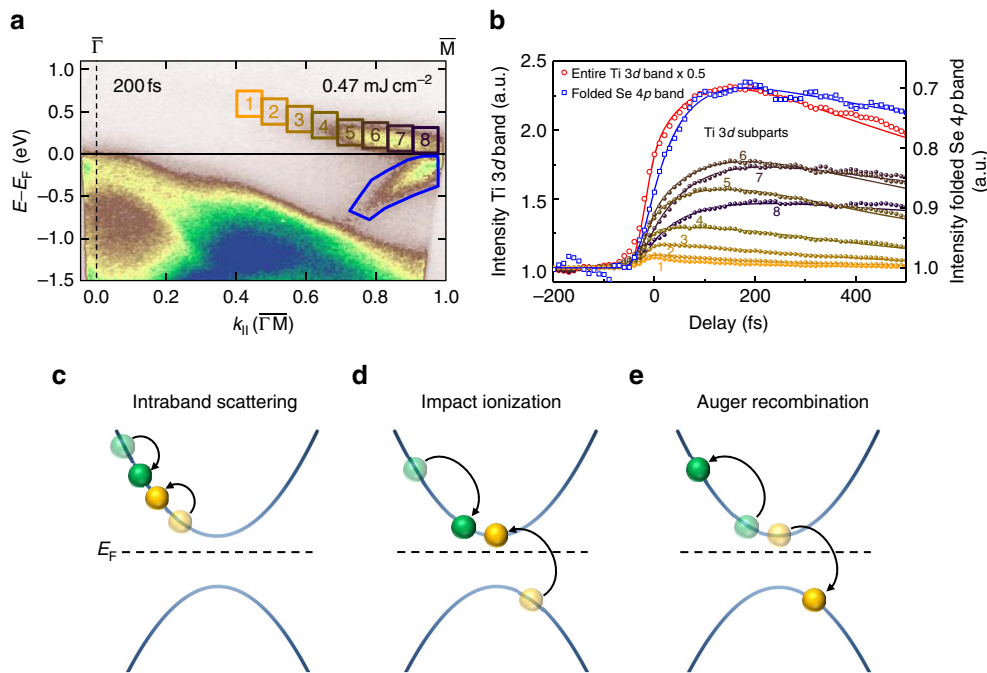 a
Γ̅
M̅
200 fs
0.47 mJ cm⁻²
1 2 3 4 5 6 7 8
1.0
0.5
0.0
−0.5
−1.0
−1.5
E–E_F (eV)
0.0 0.2 0.4 0.6 0.8 1.0
k_II (Γ̅M̅)
b
Entire Ti 3d band x 0.5
Folded Se 4p band
Ti 3d subparts
6
7
5
8
4
3
2
1
2.5
2.0
1.5
1.0
Intensity Ti 3d band (a.u.)
0.7
0.8
0.9
1.0
Intensity folded Se 4p band
(a.u.)
−200 0 200 400
Delay (fs)
c
Intraband scattering
d
Impact ionization
e
Auger recombination
E_F